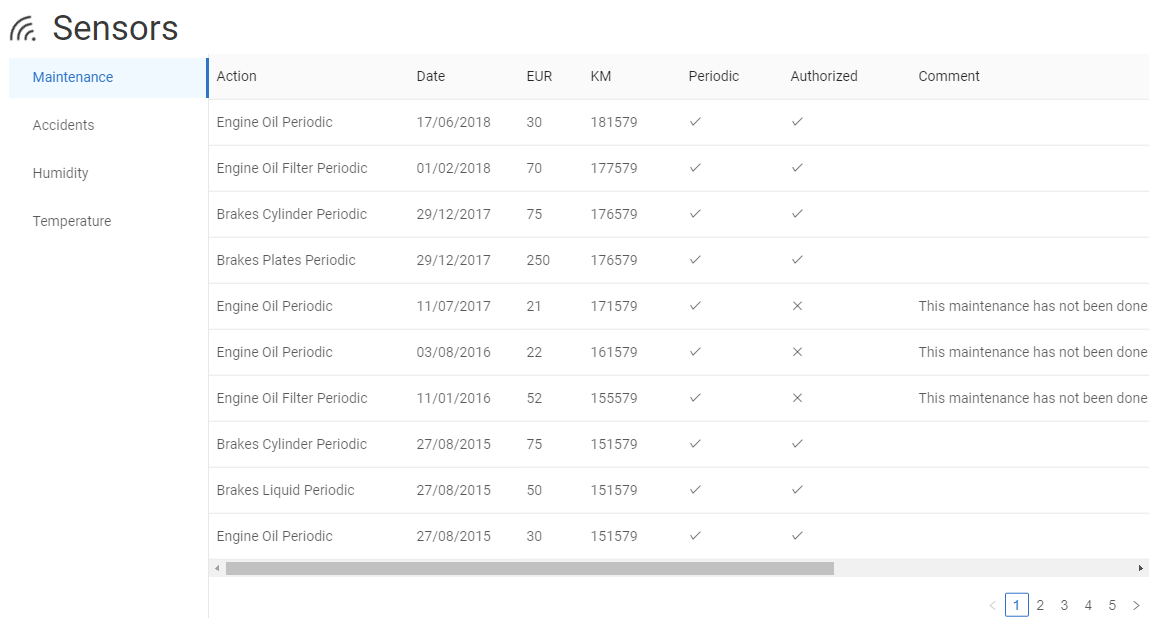 Sensors
Maintenance
Accidents
Humidity
Temperature
Action Date EUR KM Periodic Authorized Comment
Engine Oil Periodic 17/06/2018 30 181579 ✓ ✓
Engine Oil Filter Periodic 01/02/2018 70 177579 ✓ ✓
Brakes Cylinder Periodic 29/12/2017 75 176579 ✓ ✓
Brakes Plates Periodic 29/12/2017 250 176579 ✓ ✓
Engine Oil Periodic 11/07/2017 21 171579 ✓ ✕ This maintenance has not been done
Engine Oil Periodic 03/08/2016 22 161579 ✓ ✕ This maintenance has not been done
Engine Oil Filter Periodic 11/01/2016 52 155579 ✓ ✕ This maintenance has not been done
Brakes Cylinder Periodic 27/08/2015 75 151579 ✓ ✓
Brakes Liquid Periodic 27/08/2015 50 151579 ✓ ✓
Engine Oil Periodic 27/08/2015 30 151579 ✓ ✓
< 1 2 3 4 5 >